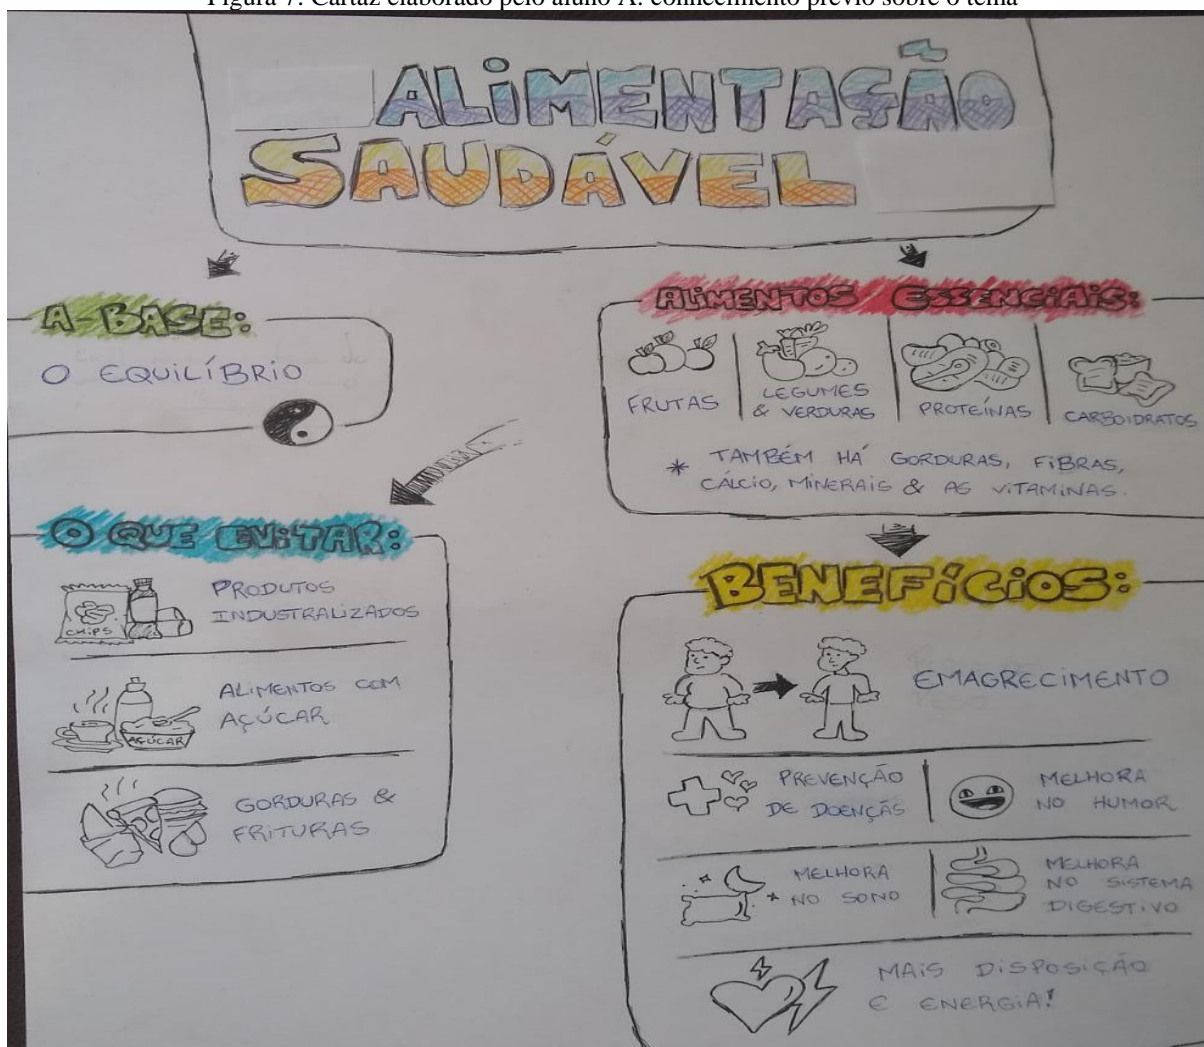 Figura 7: Cartaz elaborado pelo aluno A: conhecimento prévio sobre o tema
ALIMENTAÇÃO
SAUDÁVEL
A BASE:
O EQUILÍBRIO
ALIMENTOS ESSENCIAIS:
FRUTAS
LEGUMES
& VERDURAS
PROTEÍNAS
CARBOIDRATOS
* TAMBÉM HÁ GORDURAS, FIBRAS,
CÁLCIO, MINERAIS & AS VITAMINAS.
O QUE EVITAR:
CHIPS
PRODUTOS
INDUSTRALIZADOS
AÇÚCAR
ALIMENTOS COM
AÇÚCAR
GORDURAS &
FRITURAS
BENEFÍCIOS:
EMAGRECIMENTO
PREVENÇÃO
DE DOENÇÃS
MELHORA
NO HUMOR
MELHORA
NO SONO
MELHORA
NO SISTEMA
DIGESTIVO
MAIS DISPOSIÇÃO
E ENERGIA!